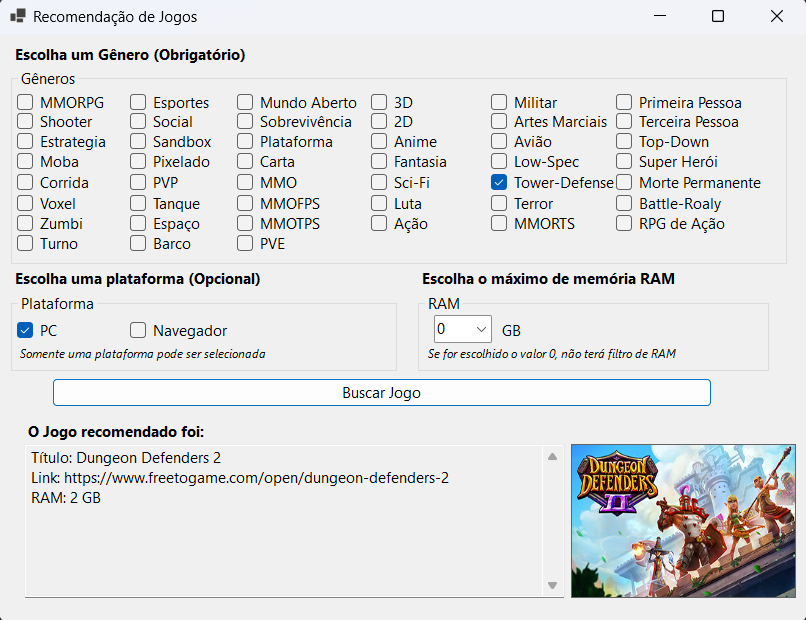 Recomendação de Jogos
Escolha um Gênero (Obrigatório)
Gêneros
MMORPG Esportes Mundo Aberto 3D Militar Primeira Pessoa
Shooter Social Sobrevivência 2D Artes Marciais Terceira Pessoa
Estrategia Sandbox Plataforma Anime Avião Top-Down
Moba Pixelado Carta Fantasia Low-Spec Super Herói
Corrida PVP MMO Sci-Fi Tower-Defense Morte Permanente
Voxel Tanque MMOFPS Luta Terror Battle-Roaly
Zumbi Espaço MMOTPS Ação MMORTS RPG de Ação
Turno Barco PVE
Escolha uma plataforma (Opcional) Escolha o máximo de memória RAM
Plataforma RAM
PC Navegador 0 GB
Somente uma plataforma pode ser selecionada Se for escolhido o valor 0, não terá filtro de RAM
Buscar Jogo
O Jogo recomendado foi:
Título: Dungeon Defenders 2
Link: https://www.freetogame.com/open/dungeon-defenders-2
RAM: 2 GB
DUNGEON
DEFENDERS
II